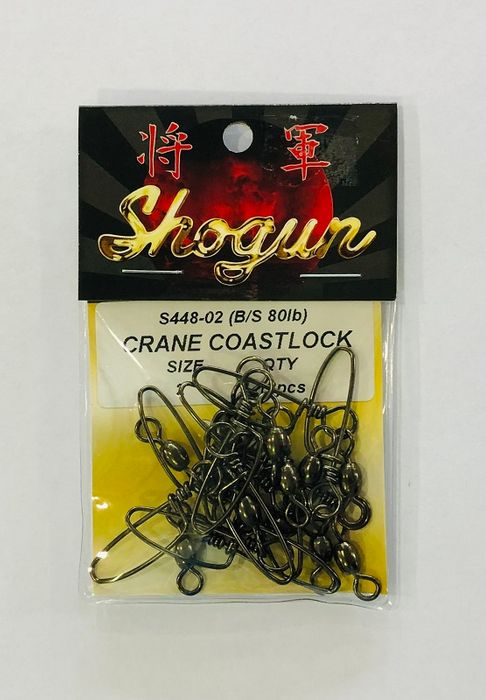 将 軍
Shogun
S448-02 (B/S 80lb)
CRANE COASTLOCK
SIZE QTY
pcs